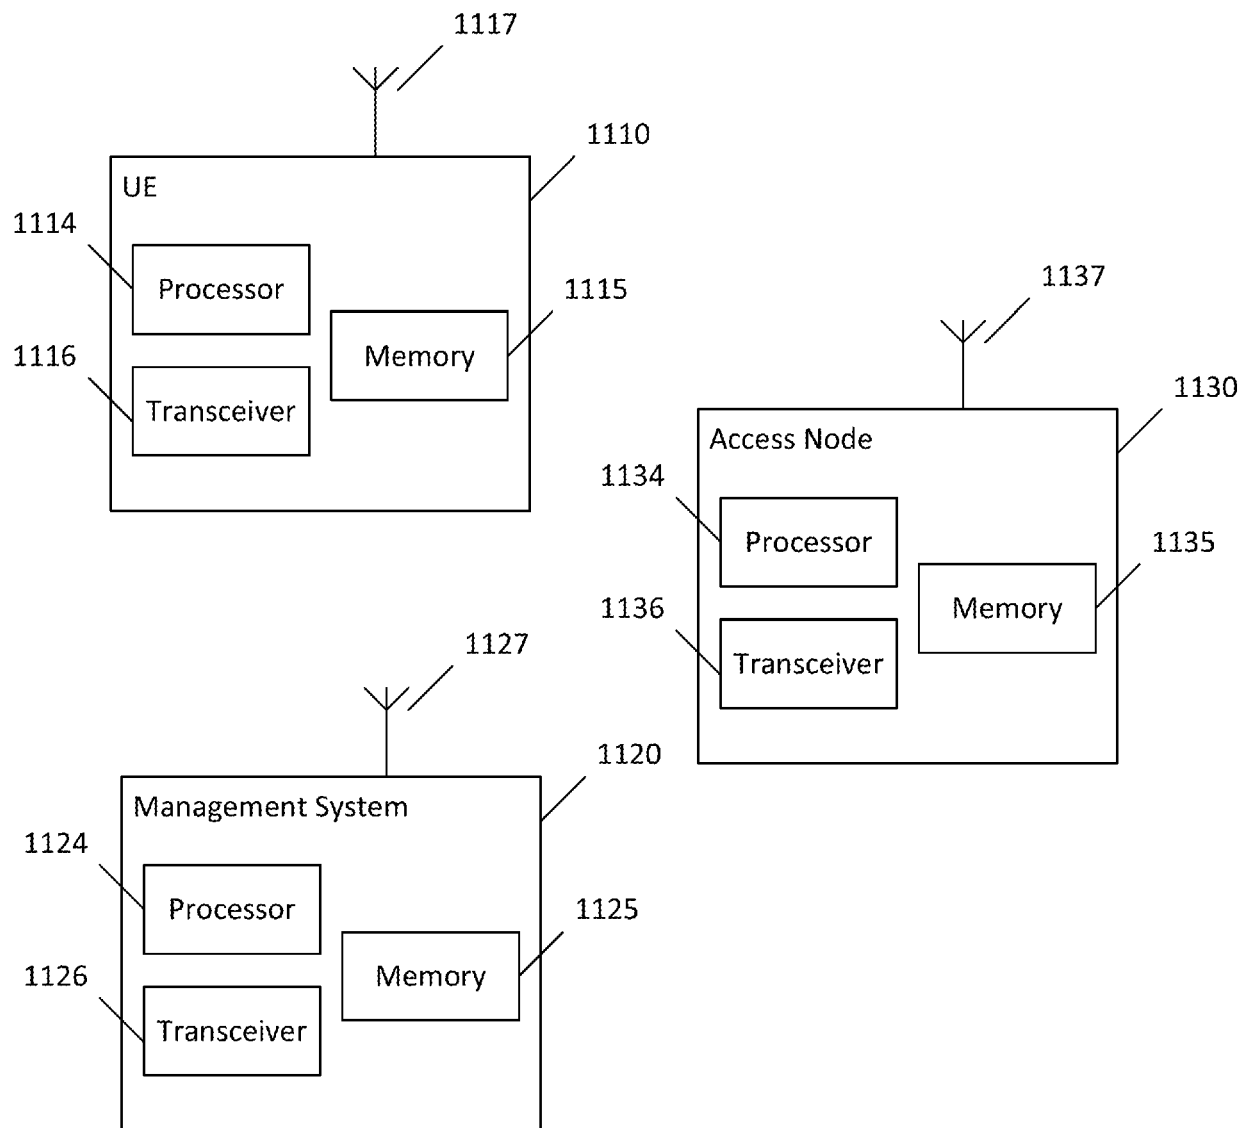 1117
1110
UE
1114
Processor
1115
Memory
1116
Transceiver
1137
1130
Access Node
1134
Processor
1135
Memory
1136
Transceiver
1127
1120
Management System
1124
Processor
1125
Memory
1126
Transceiver